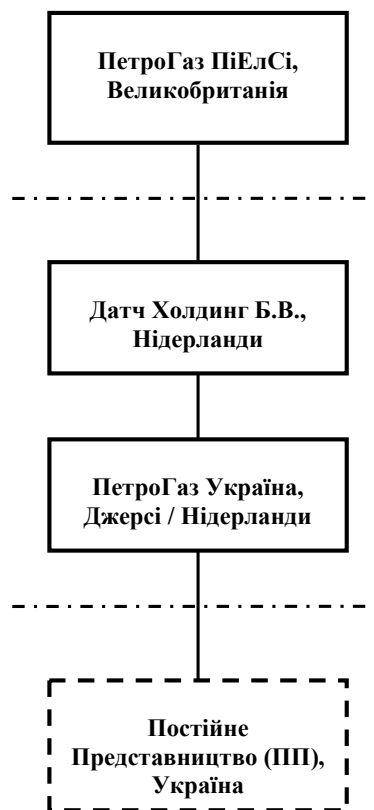 ПетроГаз ПіЕлСі,
Великобританія
Датч Холдинг Б.В.,
Нідерланди
ПетроГаз Україна,
Джерсі / Нідерланди
Постійне
Представництво (ПП),
Україна